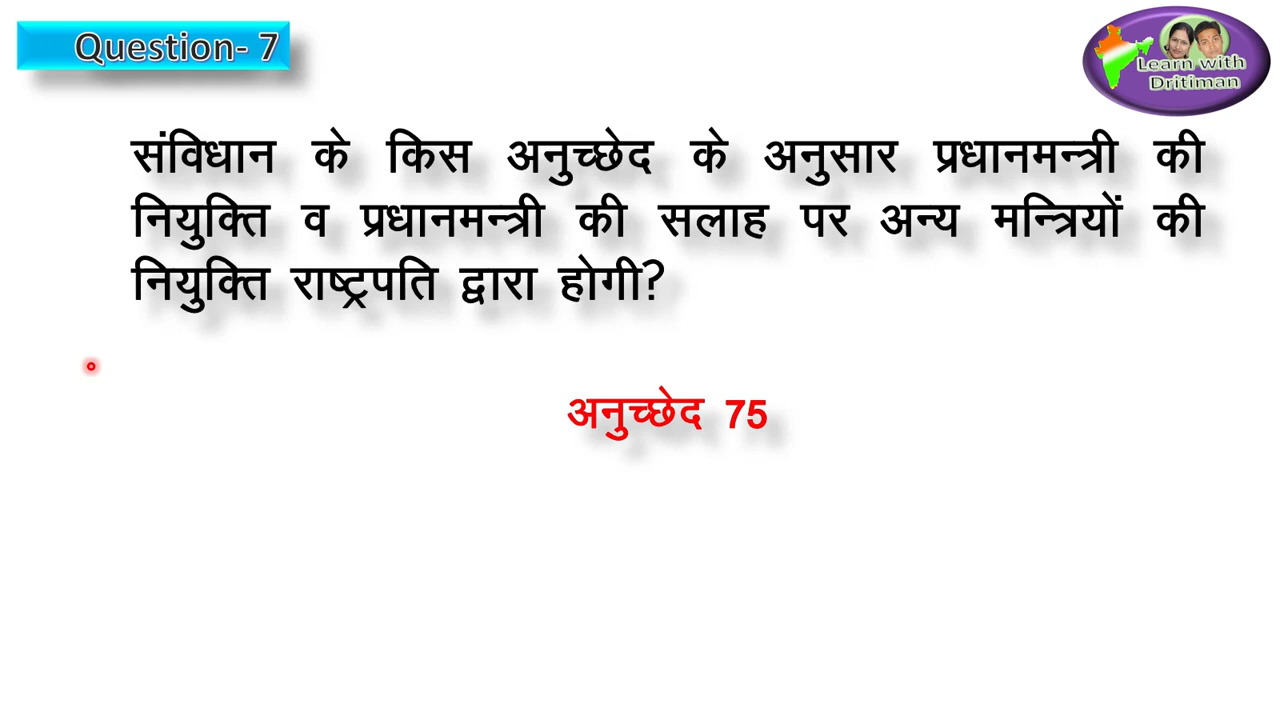 Question- 7
Learn with
Dritiman
संविधान के किस अनुच्छेद के अनुसार प्रधानमन्त्री की
नियुक्ति व प्रधानमन्त्री की सलाह पर अन्य मन्त्रियों की
नियुक्ति राष्ट्रपति द्वारा होगी?
अनुच्छेद 75